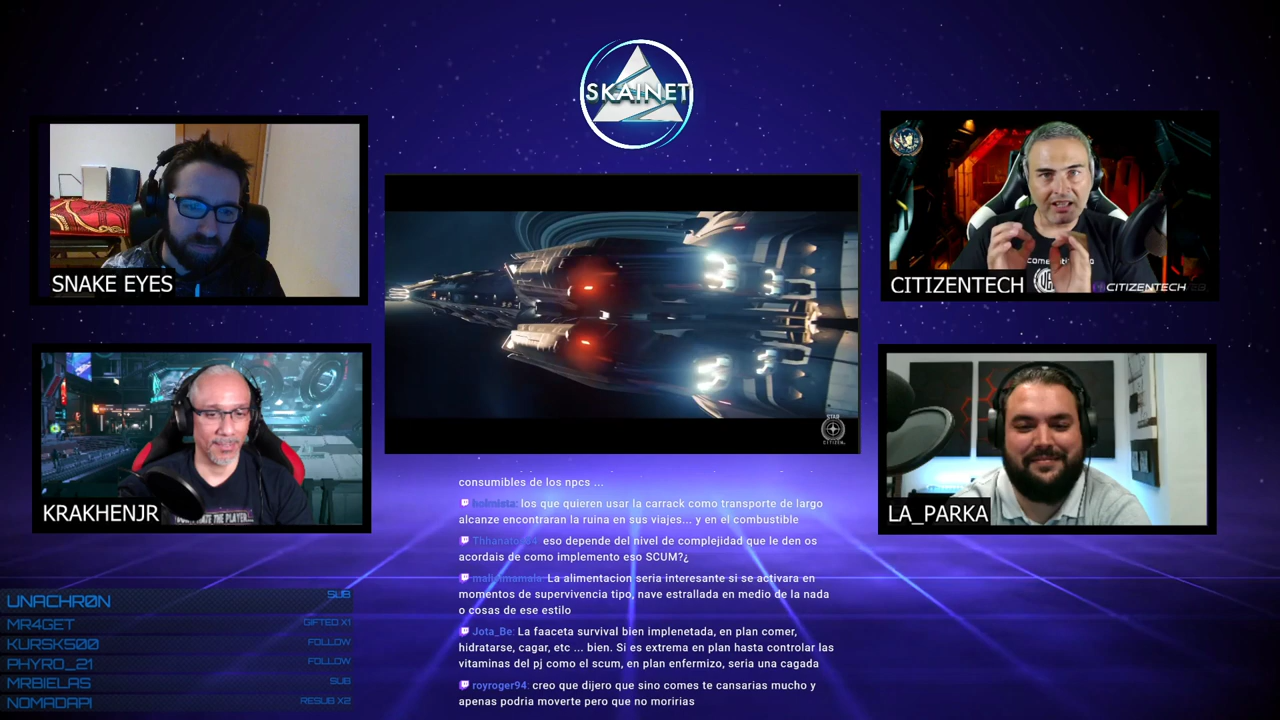 SKAINET
SNAKE EYES
CITIZENTECH
CITIZENTECH
STAR
CITIZEN
KRAKHENJR
LA_PARKA
consumibles de los npcs ...
holmista: los que quieren usar la carrack como transporte de largo
alcanze encontraran la ruina en sus viajes... y en el combustible
eso depende del nivel de complejidad que le den os
acordais de como implemento eso SCUM?¿
La alimentacion seria interesante si se activara en
momentos de supervivencia tipo, nave estrallada en medio de la nada
o cosas de ese estilo
Jota_Be: La faaceta survival bien implenetada, en plan comer,
hidratarse, cagar, etc ... bien. Si es extrema en plan hasta controlar las
vitaminas del pj como el scum, en plan enfermizo, seria una cagada
royroger94: creo que dijero que sino comes te cansarias mucho y
apenas podria moverte pero que no moririas
UNACHRØN SUB
MR4GET GIFTED X1
KURSK500 FOLLOW
PHYRO_21 FOLLOW
MRBIELAS SUB
NOMADAPI RESUB X2